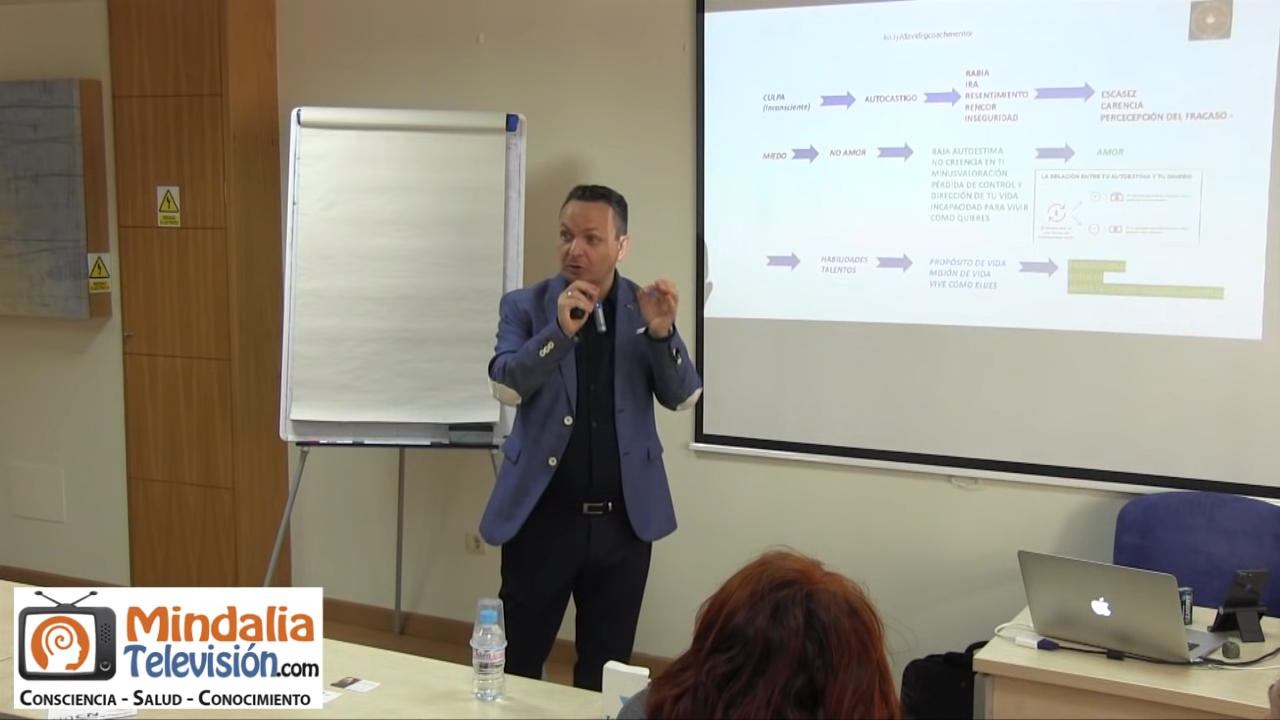 CULPA
(Inconsciente)
AUTOCASTIGO
RABIA
IRA
RESENTIMIENTO
RENCOR
INSEGURIDAD
ESCASEZ
CARENCIA
PERCECEPCIÓN DEL FRACASO -
MIEDO
NO AMOR
BAJA AUTOESTIMA
NO CREENCIA EN TI
MINUSVALORACIÓN
PÉRDIDA DE CONTROL Y
DIRECCIÓN DE TU VIDA
INCAPACIDAD PARA VIVIR
COMO QUIERES
AMOR
LA RELACIÓN ENTRE TU AUTOESTIMA Y TU DINERO
HABILIDADES
TALENTOS
PROPÓSITO DE VIDA
MISIÓN DE VIDA
VIVE COMO ELIJES
Mindalia
Televisión.com
CONSCIENCIA - SALUD - CONOCIMIENTO